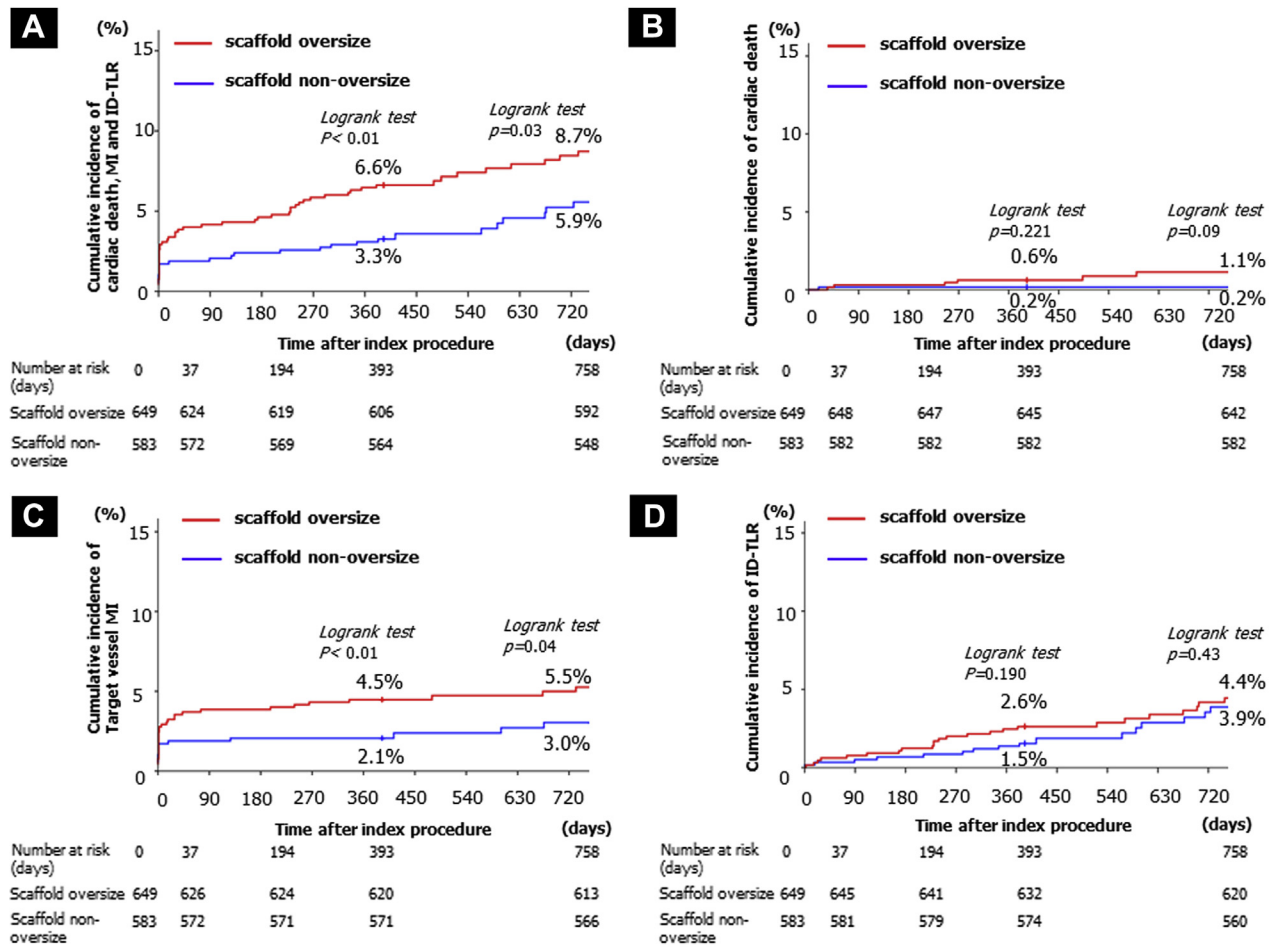 A
(%)
scaffold oversize
scaffold non-oversize
Cumulative incidence of
cardiac death, MI and ID-TLR
15
10
5
0
Logrank test
P< 0.01
6.6%
3.3%
Logrank test
p=0.03
8.7%
5.9%
0 90 180 270 360 450 540 630 720
Time after index procedure (days)
Number at risk 0 37 194 393 758
(days)
Scaffold oversize 649 624 619 606 592
Scaffold non- 583 572 569 564 548
oversize
B
(%)
scaffold oversize
scaffold non-oversize
Cumulative incidence of cardiac death
15
10
5
0
Logrank test
p=0.221
0.6%
0.2%
Logrank test
p=0.09
1.1%
0.2%
0 90 180 270 360 450 540 630 720
Time after index procedure (days)
Number at risk 0 37 194 393 758
(days)
Scaffold oversize 649 648 647 645 642
Scaffold non- 583 582 582 582 582
oversize
C
(%)
scaffold oversize
scaffold non-oversize
Cumulative incidence of
Target vessel MI
15
10
5
0
Logrank test
P< 0.01
4.5%
2.1%
Logrank test
p=0.04
5.5%
3.0%
0 90 180 270 360 450 540 630 720
Time after index procedure (days)
Number at risk 0 37 194 393 758
(days)
Scaffold oversize 649 626 624 620 613
Scaffold non- 583 572 571 571 566
oversize
D
(%)
scaffold oversize
scaffold non-oversize
Cumulative incidence of ID-TLR
15
10
5
0
Logrank test
P=0.190
2.6%
1.5%
Logrank test
p=0.43
4.4%
3.9%
0 90 180 270 360 450 540 630 720
Time after index procedure (days)
Number at risk 0 37 194 393 758
(days)
Scaffold oversize 649 645 641 632 620
Scaffold non- 583 581 579 574 560
oversize